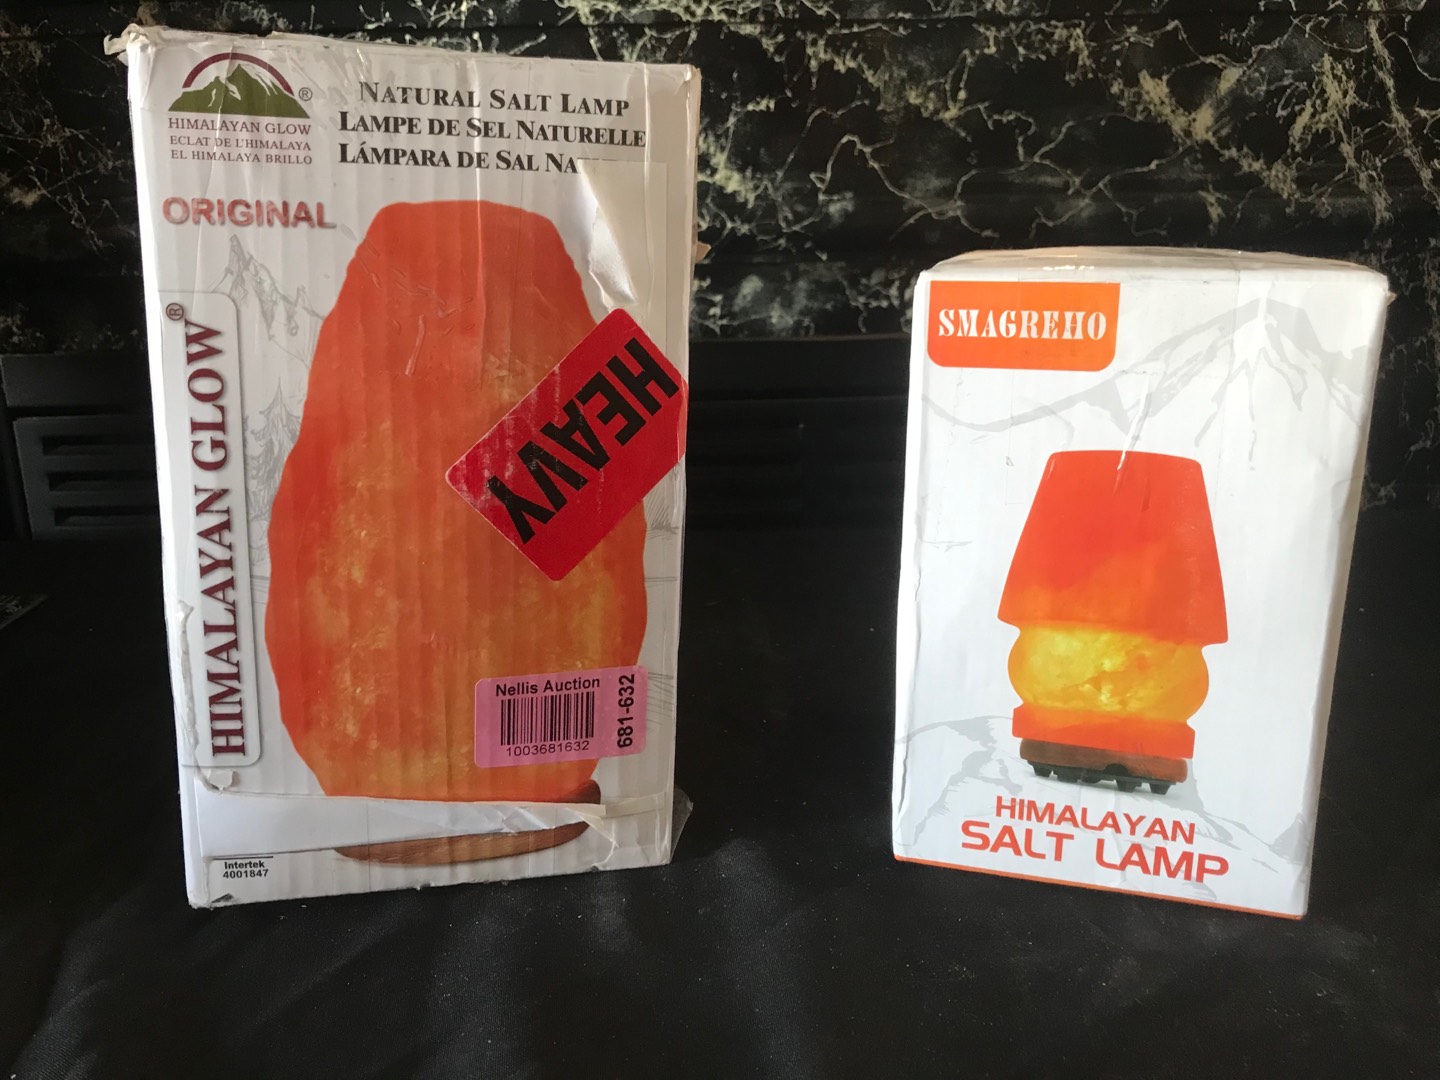 HIMALAYAN GLOW
ECLAT DE L'HIMALAYA
EL HIMALAYA BRILLO
®
NATURAL SALT LAMP
LAMPE DE SEL NATURELLE
LÁMPARA DE SAL
ORIGINAL
HIMALAYAN GLOW®
HEAVY
Nellis Auction
1003681632
681-632
Intertek
4001847
SMAGREHO
HIMALAYAN
SALT LAMP